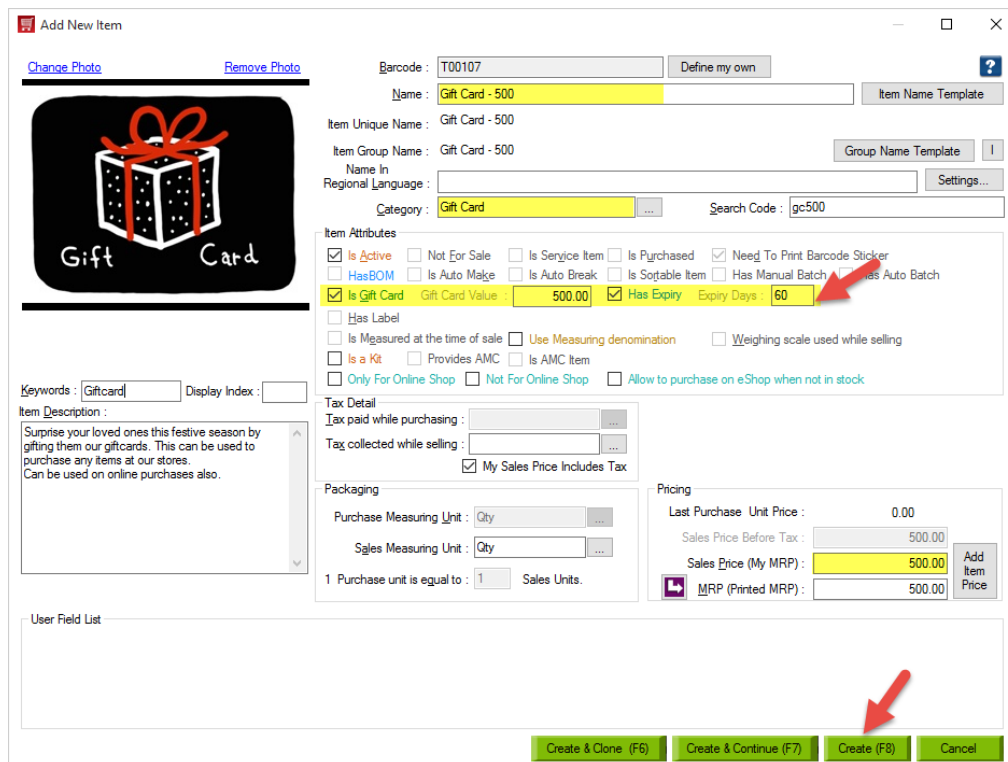 Add New Item
Change Photo Remove Photo
Gift Card
Barcode : T00107 Define my own ?
Name : Gift Card - 500 Item Name Template
Item Unique Name : Gift Card - 500
Item Group Name : Gift Card - 500 Group Name Template I
Name In
Regional Language : Settings...
Category : Gift Card ... Search Code : gc500
Item Attributes
Is Active Not For Sale Is Service Item Is Purchased Need To Print Barcode Sticker
HasBOM Is Auto Make Is Auto Break Is Sortable Item Has Manual Batch Has Auto Batch
Is Gift Card Gift Card Value : 500.00 Has Expiry Expiry Days : 60
Has Label
Is Measured at the time of sale Use Measuring denomination Weighing scale used while selling
Is a Kit Provides AMC Is AMC Item
Only For Online Shop Not For Online Shop Allow to purchase on eShop when not in stock
Keywords : Giftcard Display Index :
Item Description :
Surprise your loved ones this festive season by
gifting them our giftcards. This can be used to
purchase any items at our stores.
Can be used on online purchases also.
Tax Detail
Tax paid while purchasing : ...
Tax collected while selling : ...
My Sales Price Includes Tax
Packaging
Purchase Measuring Unit : Qty ...
Sales Measuring Unit : Qty ...
1 Purchase unit is equal to : 1 Sales Units.
Pricing
Last Purchase Unit Price : 0.00
Sales Price Before Tax : 500.00
Sales Price (My MRP) : 500.00
MRP (Printed MRP) : 500.00
Add
Item
Price
User Field List
Create & Clone (F6) Create & Continue (F7) Create (F8) Cancel